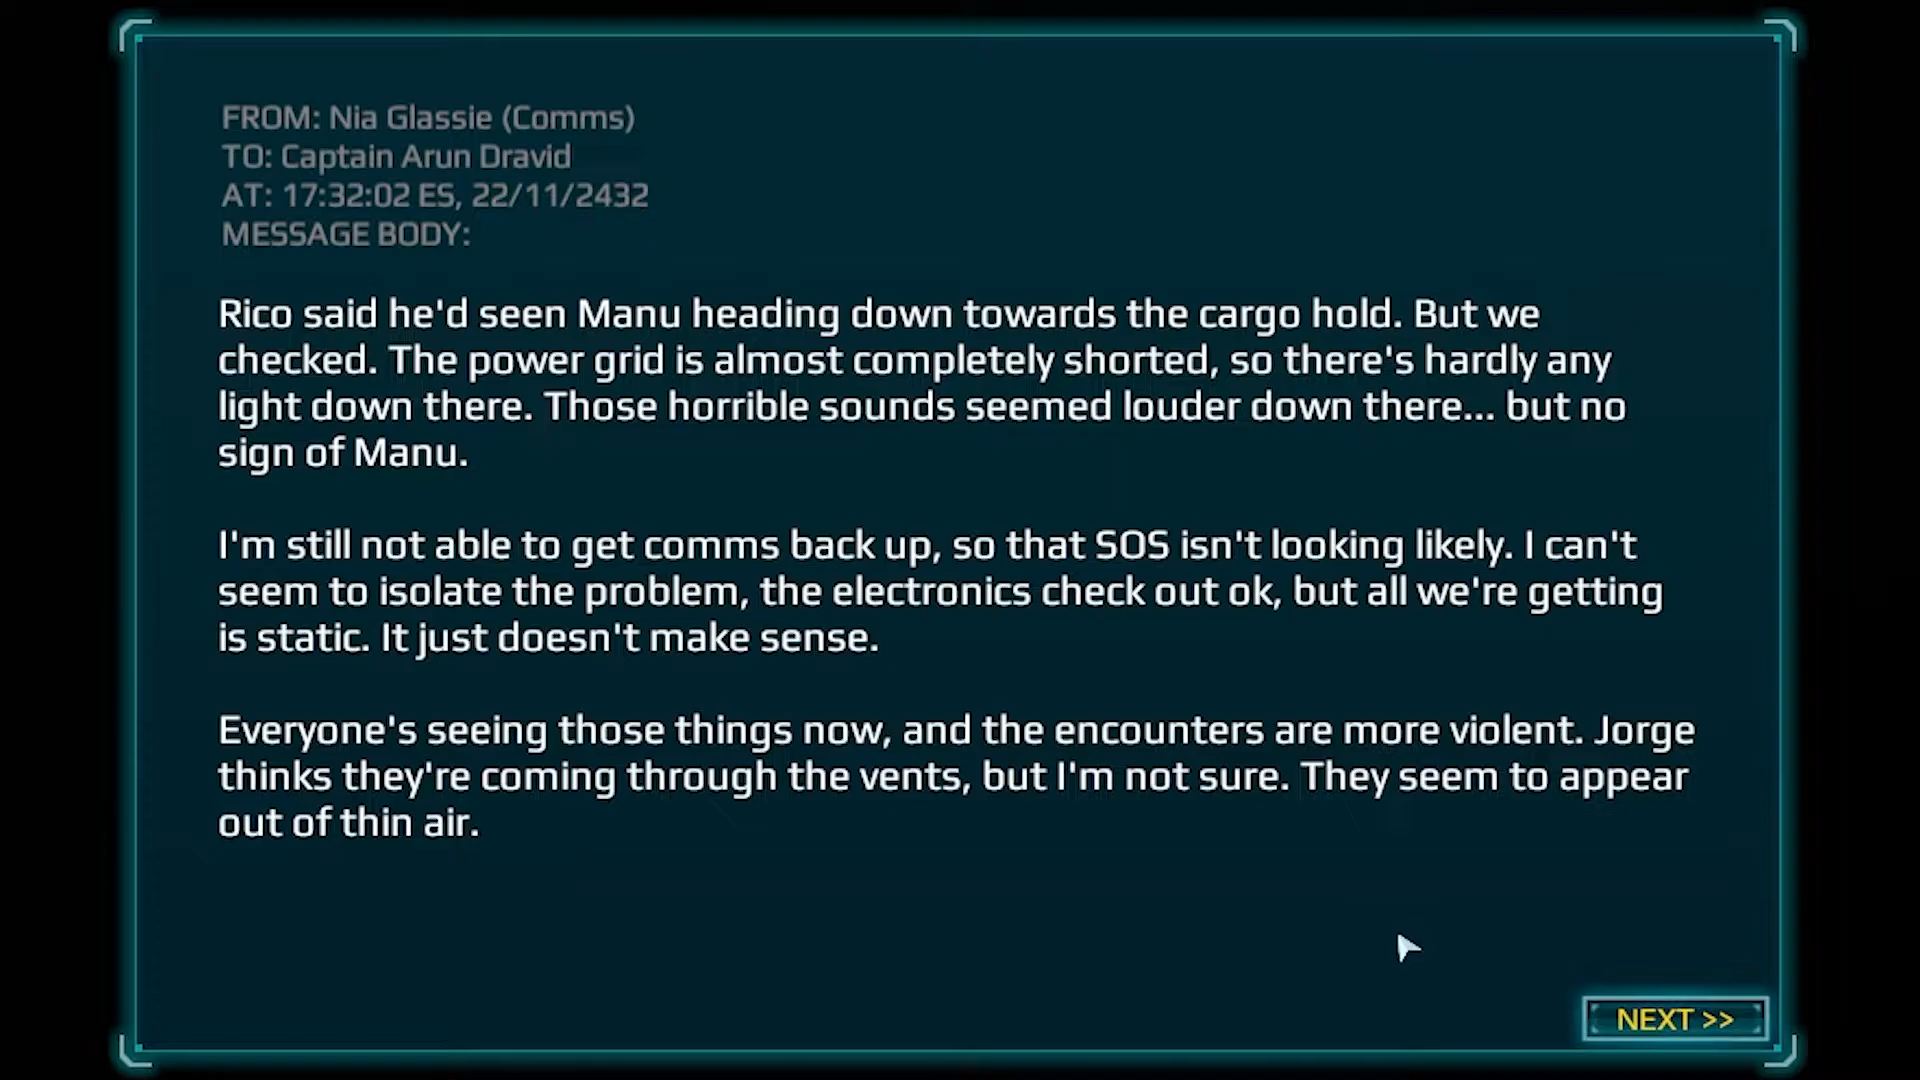 FROM: Nia Glassie (Comms)
TO: Captain Arun Dravid
AT: 17:32:02 ES, 22/11/2432
MESSAGE BODY:
Rico said he'd seen Manu heading down towards the cargo hold. But we
checked. The power grid is almost completely shorted, so there's hardly any
light down there. Those horrible sounds seemed louder down there... but no
sign of Manu.
I'm still not able to get comms back up, so that SOS isn't looking likely. I can't
seem to isolate the problem, the electronics check out ok, but all we're getting
is static. It just doesn't make sense.
Everyone's seeing those things now, and the encounters are more violent. Jorge
thinks they're coming through the vents, but I'm not sure. They seem to appear
out of thin air.
NEXT >>